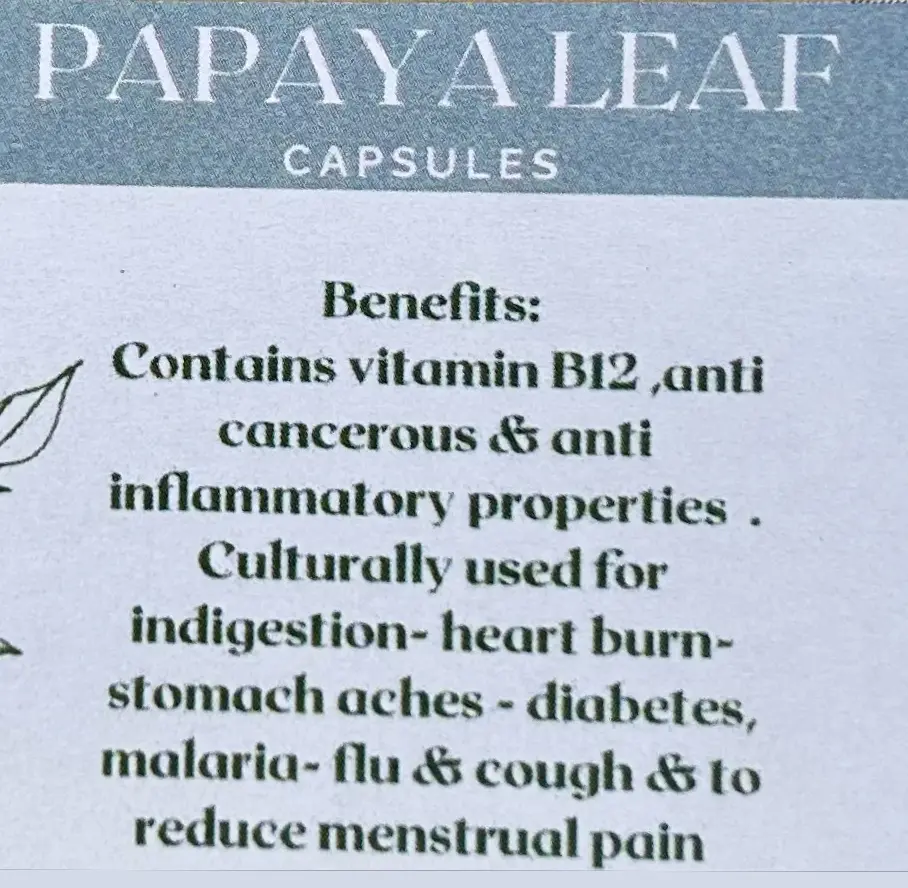 PAPAYA LEAF
CAPSULES
Benefits:
Contains vitamin B12 ,anti
cancerous & anti
inflammatory properties .
Culturally used for
indigestion- heart burn-
stomach aches - diabetes,
malaria- flu & cough & to
reduce menstrual pain